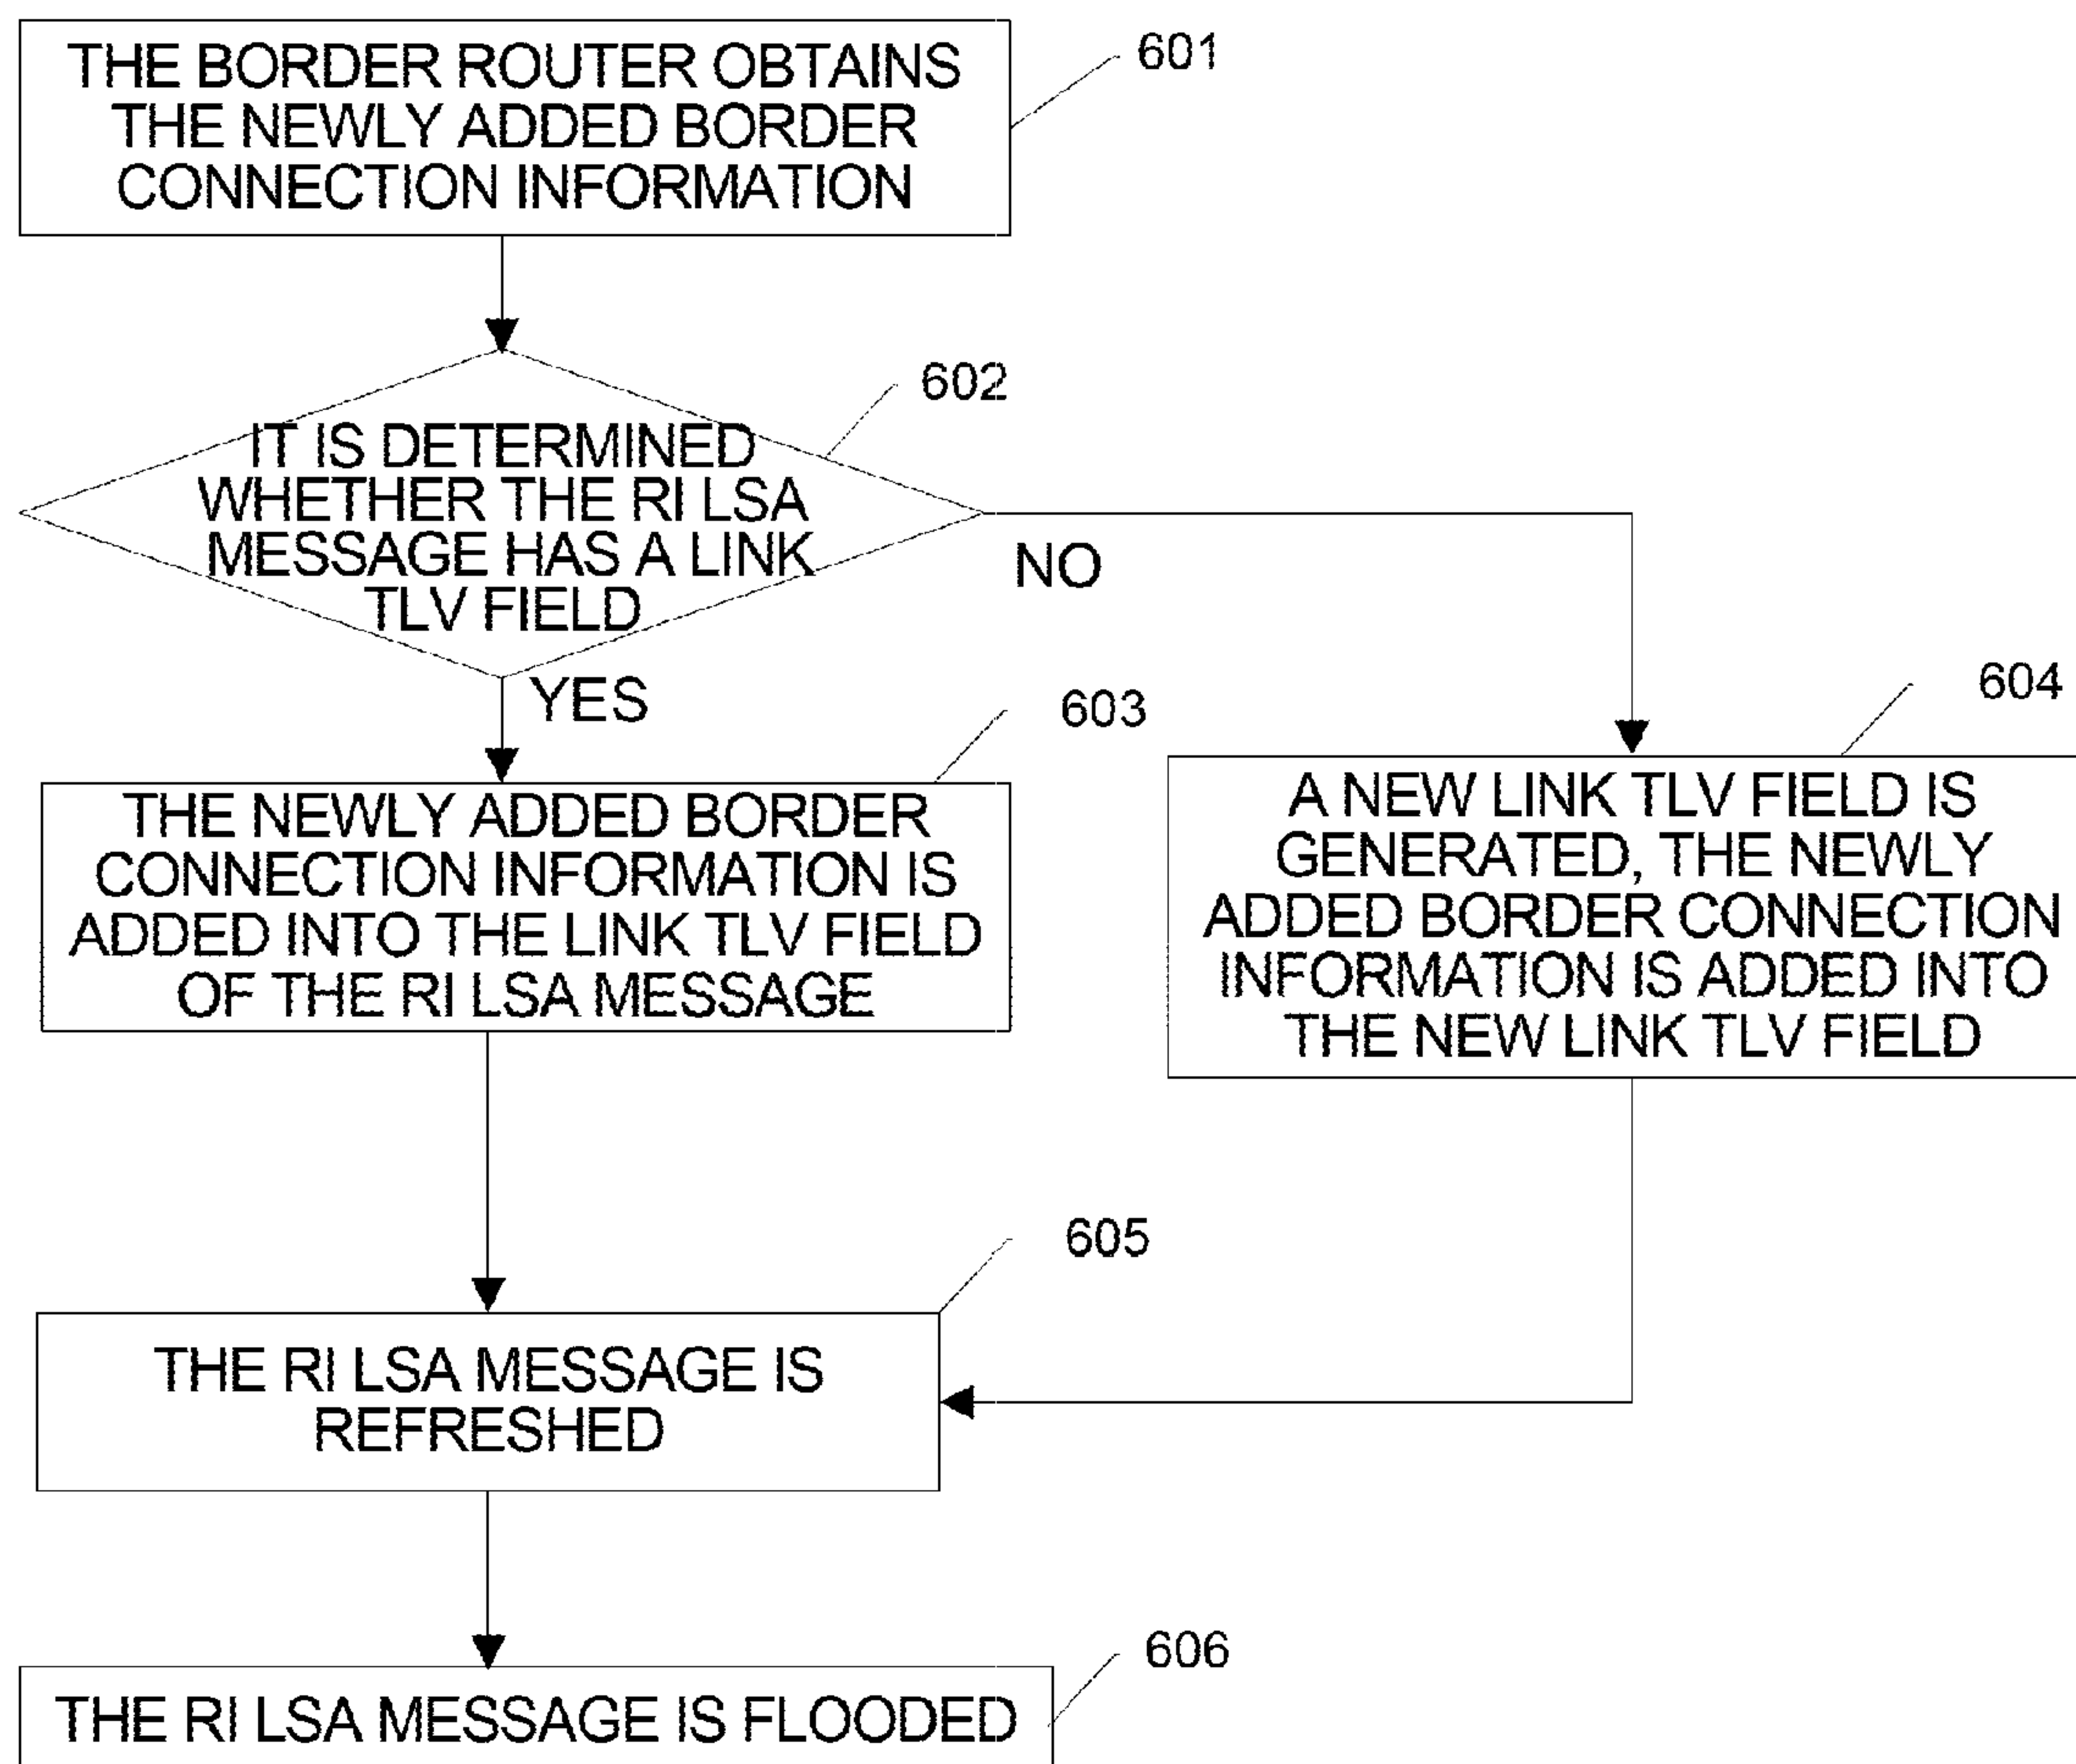 THE BORDER ROUTER OBTAINS
THE NEWLY ADDED BORDER
CONNECTION INFORMATION
601
602
IT IS DETERMINED
WHETHER THE RI LSA
MESSAGE HAS A LINK
TLV FIELD
NO
YES
603
604
THE NEWLY ADDED BORDER
CONNECTION INFORMATION IS
ADDED INTO THE LINK TLV FIELD
OF THE RI LSA MESSAGE
A NEW LINK TLV FIELD IS
GENERATED, THE NEWLY
ADDED BORDER CONNECTION
INFORMATION IS ADDED INTO
THE NEW LINK TLV FIELD
605
THE RI LSA MESSAGE IS
REFRESHED
606
THE RI LSA MESSAGE IS FLOODED